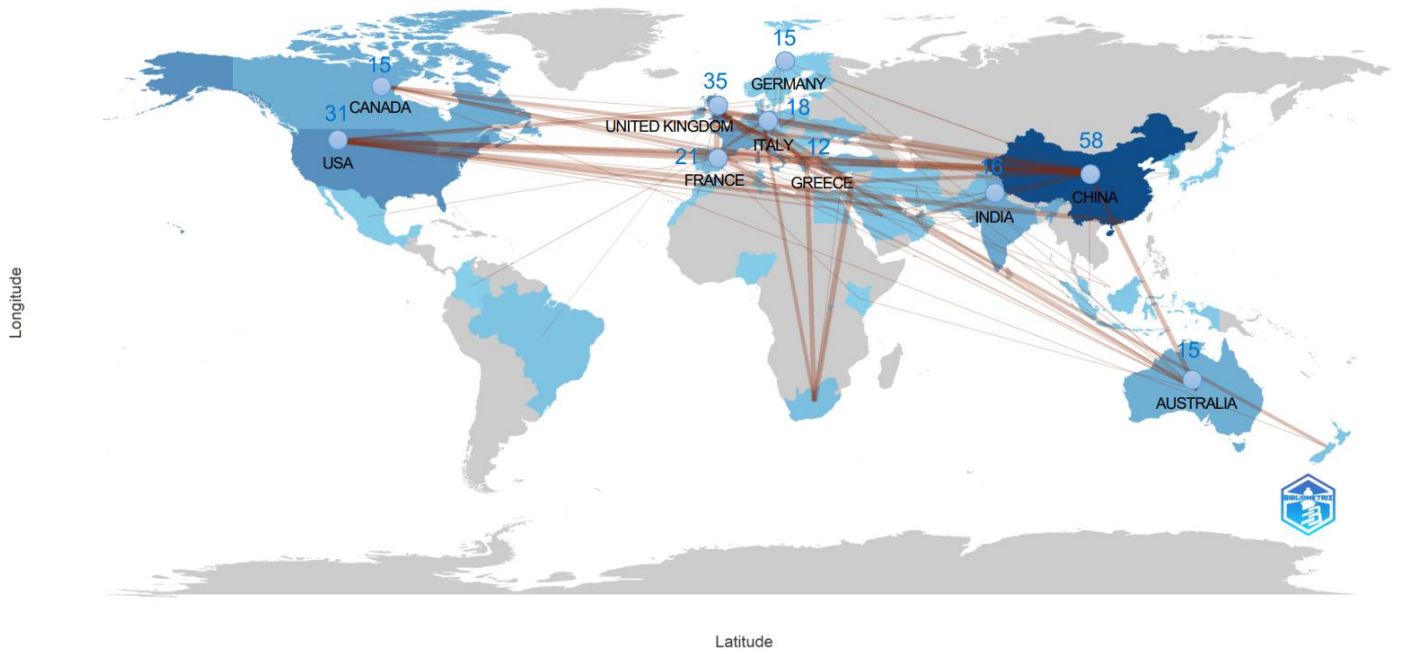 15
GERMANY
15
CANADA
35
UNITED KINGDOM
18
ITALY
31
USA
21
FRANCE
12
GREECE
58
CHINA
16
INDIA
15
AUSTRALIA
Longitude
BIBLIOMETRIX
Latitude